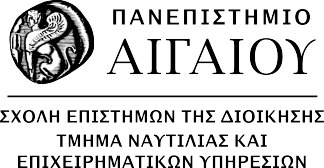 ΠΑΝΕΠΙΣΤΗΜΙΟ
ΑΙΓΑΙΟΥ
ΣΧΟΛΗ ΕΠΙΣΤΗΜΩΝ ΤΗΣ ΔΙΟΙΚΗΣΗΣ
ΤΜΗΜΑ ΝΑΥΤΙΛΙΑΣ ΚΑΙ
ΕΠΙΧΕΙΡΗΜΑΤΙΚΩΝ ΥΠΗΡΕΣΙΩΝ